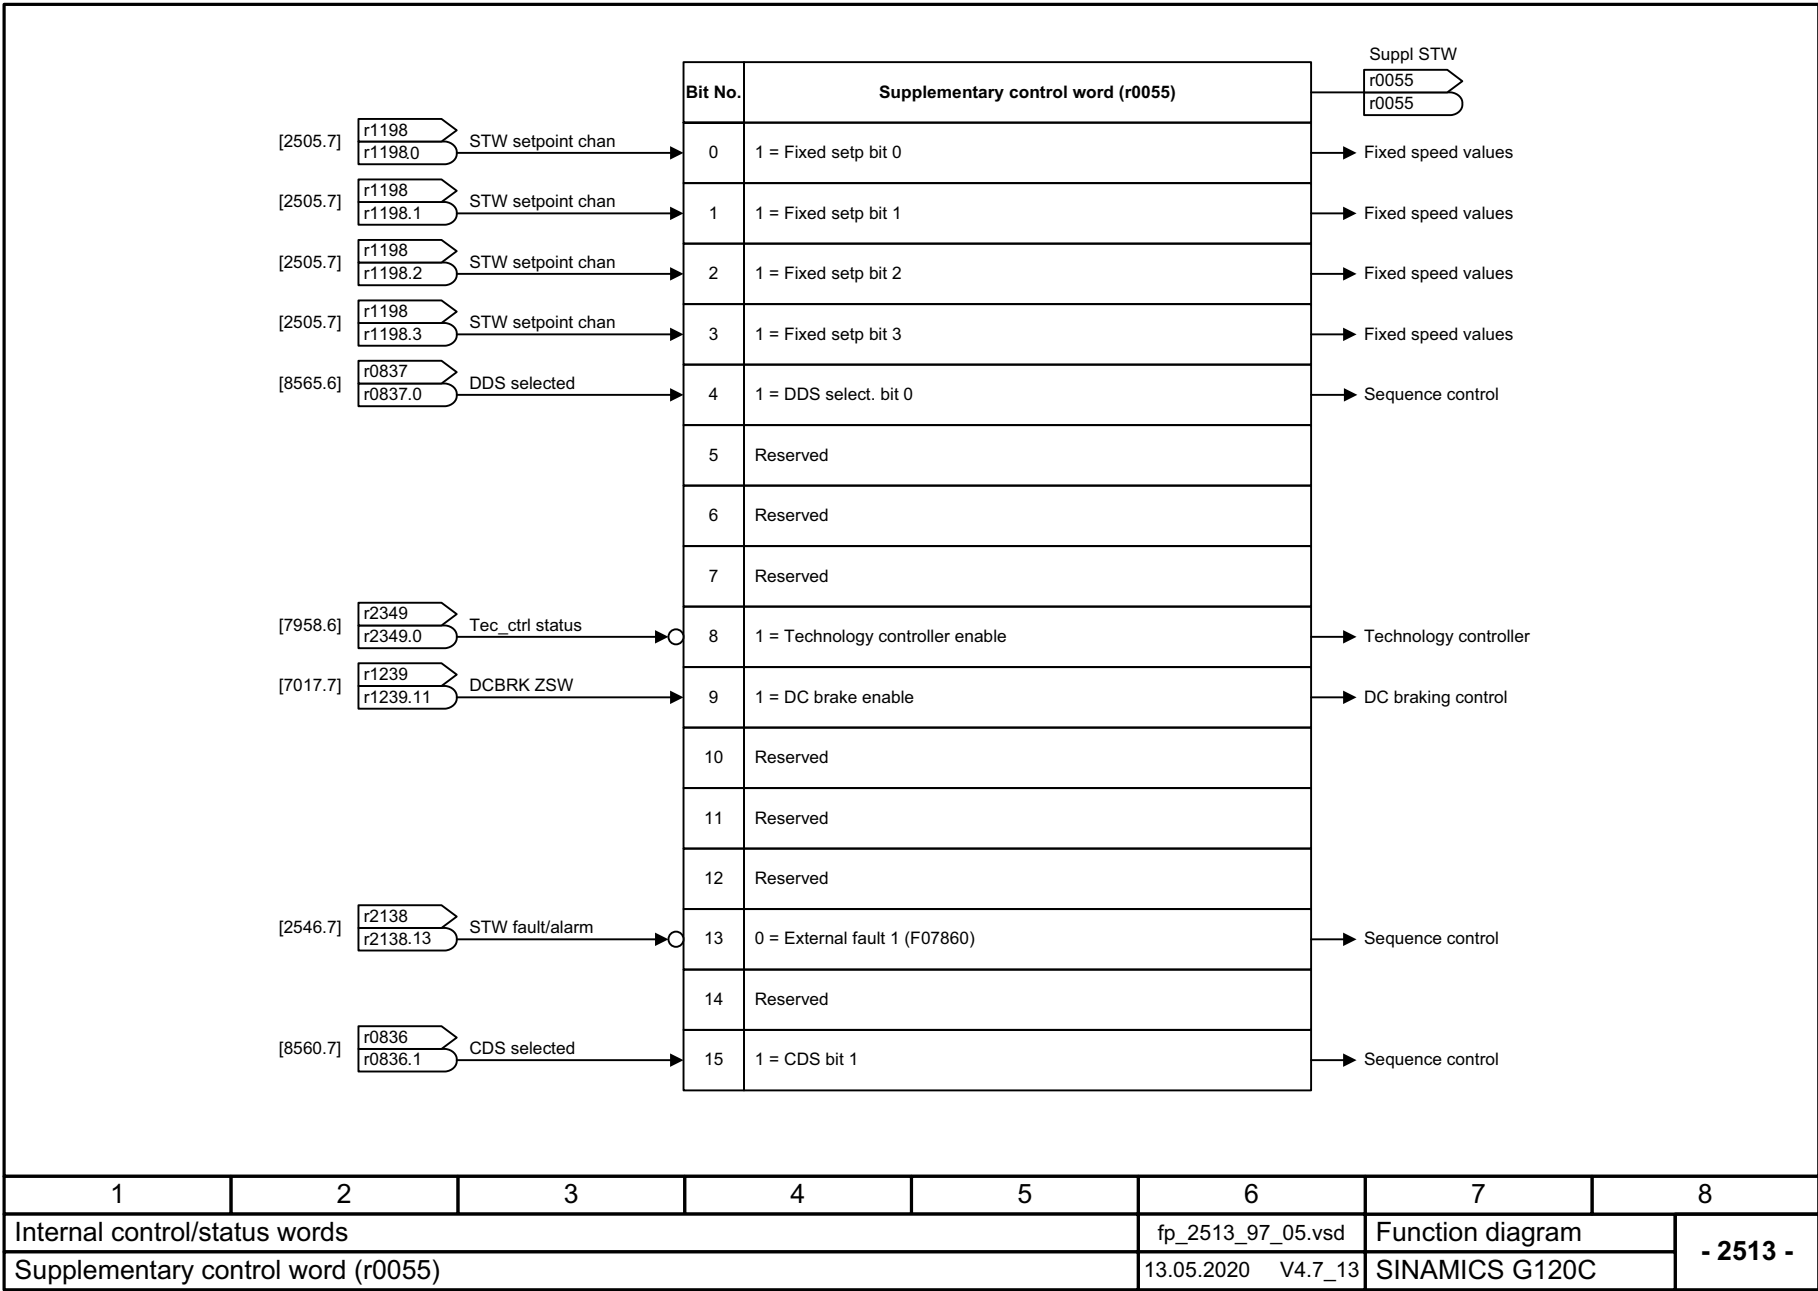 Suppl STW
r0055
r0055
Bit No. Supplementary control word (r0055)
[2505.7] r1198 STW setpoint chan
r1198.0
0 1 = Fixed setp bit 0 Fixed speed values
[2505.7] r1198 STW setpoint chan
r1198.1
1 1 = Fixed setp bit 1 Fixed speed values
[2505.7] r1198 STW setpoint chan
r1198.2
2 1 = Fixed setp bit 2 Fixed speed values
[2505.7] r1198 STW setpoint chan
r1198.3
3 1 = Fixed setp bit 3 Fixed speed values
[8565.6] r0837 DDS selected
r0837.0
4 1 = DDS select. bit 0 Sequence control
5 Reserved
6 Reserved
7 Reserved
[7958.6] r2349 Tec_ctrl status
r2349.0
8 1 = Technology controller enable Technology controller
[7017.7] r1239 DCBRK ZSW
r1239.11
9 1 = DC brake enable DC braking control
10 Reserved
11 Reserved
12 Reserved
[2546.7] r2138 STW fault/alarm
r2138.13
13 0 = External fault 1 (F07860) Sequence control
14 Reserved
[8560.7] r0836 CDS selected
r0836.1
15 1 = CDS bit 1 Sequence control
1 2 3 4 5 6 7 8
Internal control/status words fp_2513_97_05.vsd Function diagram
- 2513 -
Supplementary control word (r0055) 13.05.2020 V4.7_13 SINAMICS G120C